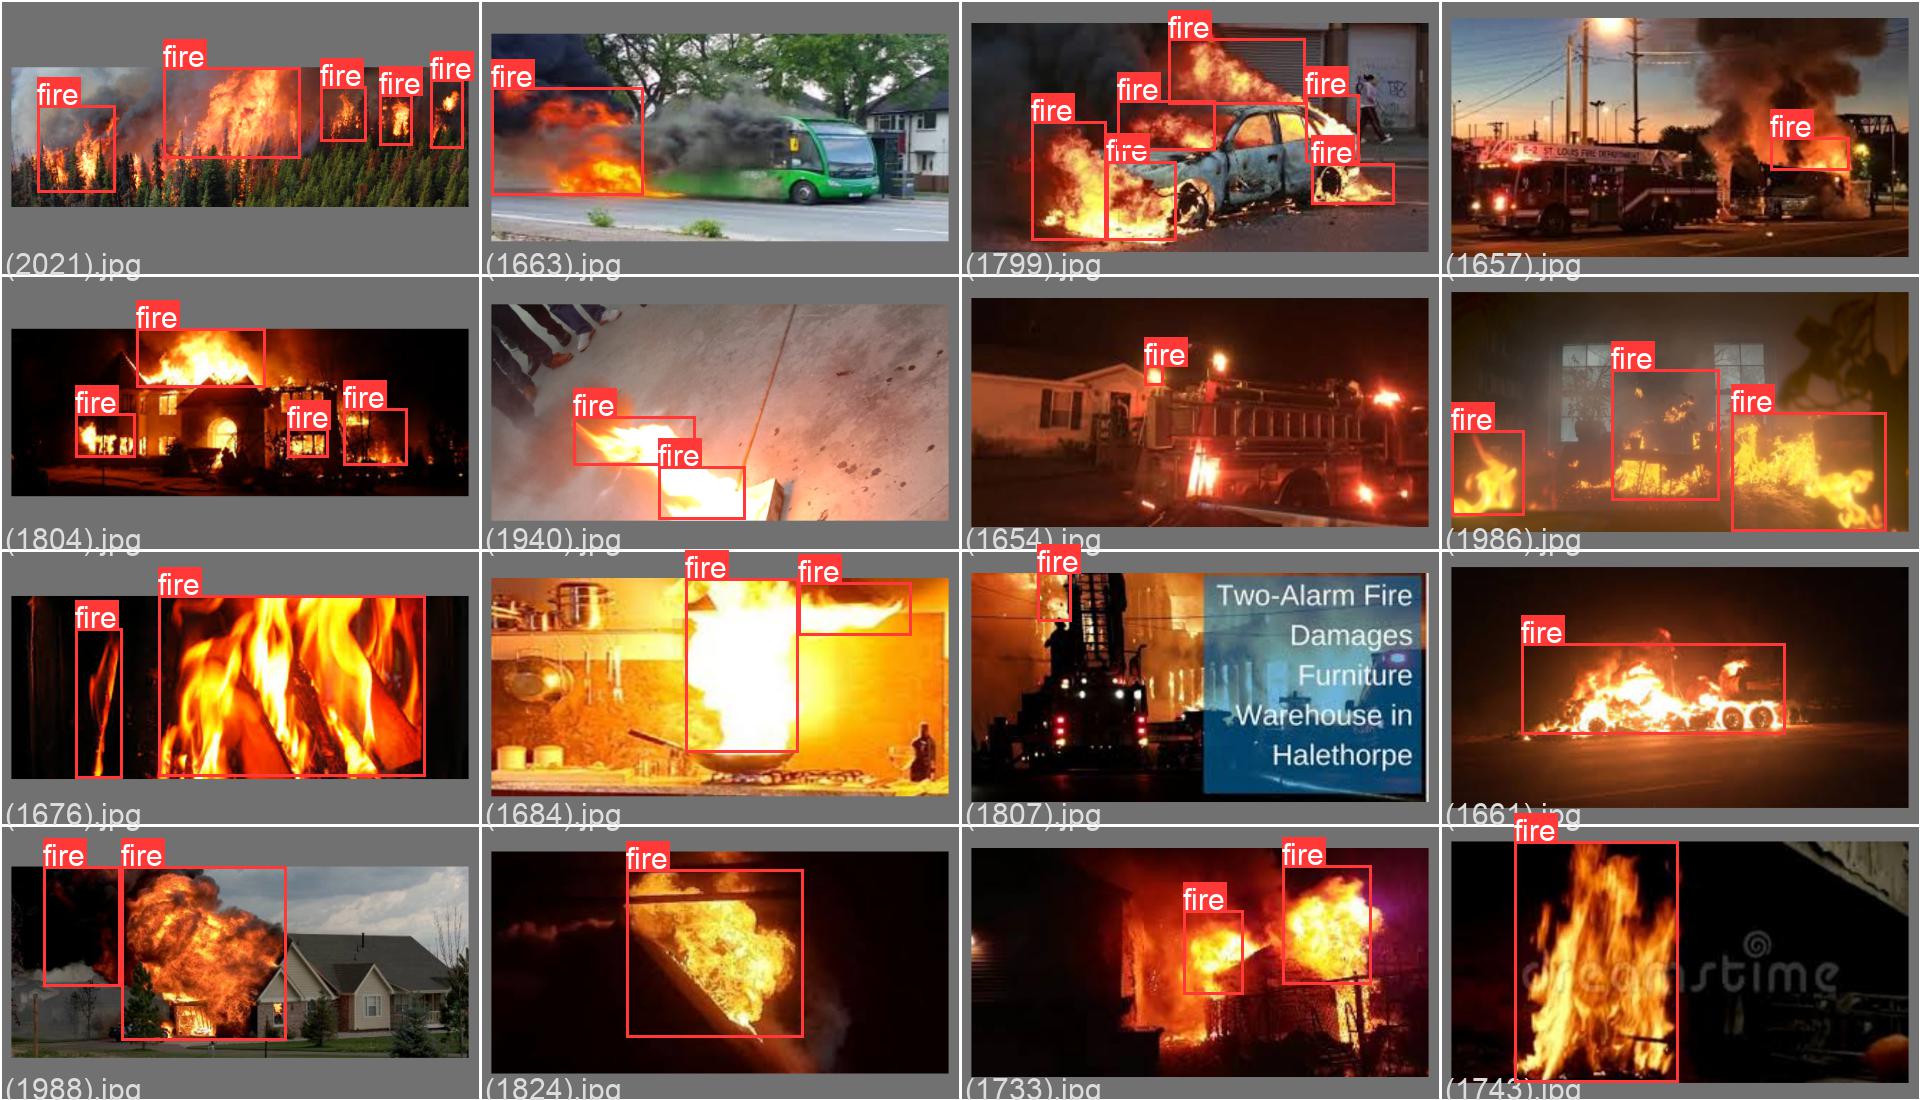 fire
fire
fire
fire
fire
(2021).jpg
fire
(1663).jpg
fire
fire
fire
fire
fire
fire
(1799).jpg
fire
E-2 ST. LOUIS FIRE DEPARTMENT
(1657).jpg
fire
fire
fire
fire
(1804).jpg
fire
fire
(1940).jpg
fire
(1654).jpg
fire
fire
fire
(1986).jpg
fire
fire
(1676).jpg
fire
fire
(1684).jpg
fire
Two-Alarm Fire
Damages
Furniture
Warehouse in
Halethorpe
(1807).jpg
fire
(1661).jpg
fire
fire
(1988).jpg
fire
(1824).jpg
fire
fire
(1733).jpg
fire
dreamstime
(1743).jpg